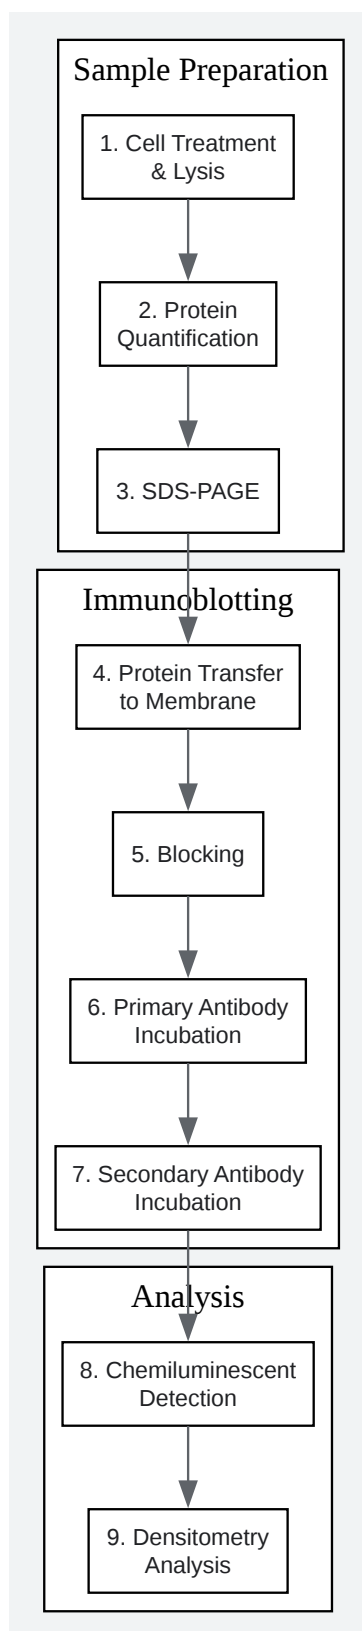 Sample Preparation
1. Cell Treatment
& Lysis
2. Protein
Quantification
3. SDS-PAGE
Immunoblotting
4. Protein Transfer
to Membrane
5. Blocking
6. Primary Antibody
Incubation
7. Secondary Antibody
Incubation
Analysis
8. Chemiluminescent
Detection
9. Densitometry
Analysis